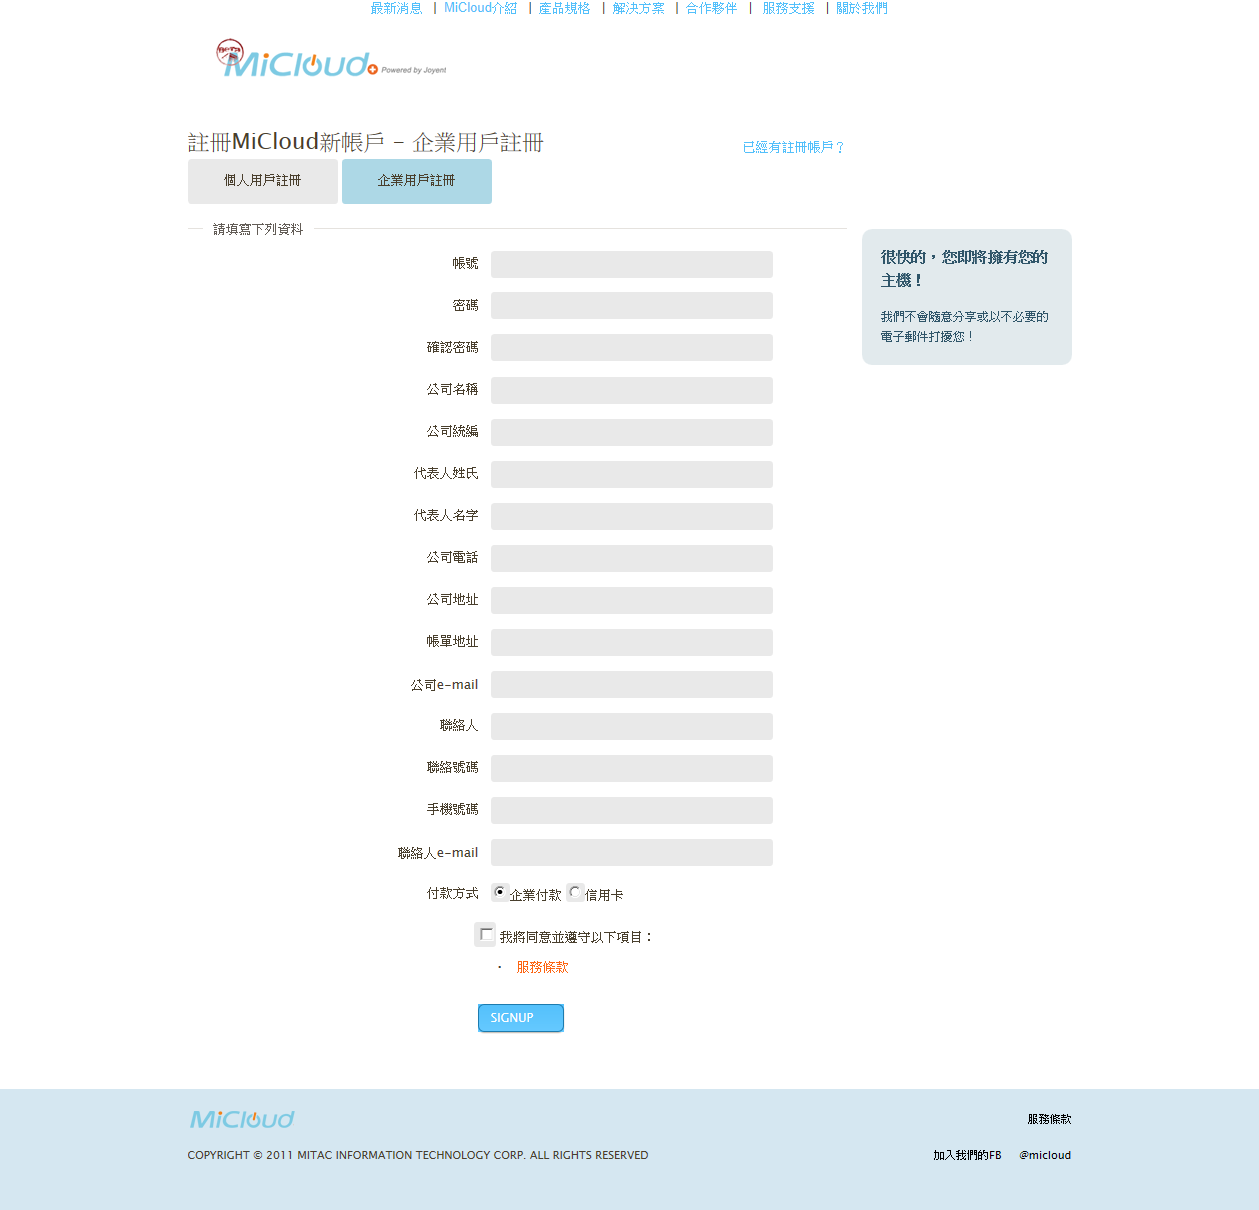 最新消息 | MiCloud介紹 | 產品規格 | 解決方案 | 合作夥伴 | 服務支援 | 關於我們
MiCloud Powered by Joyent
註冊MiCloud新帳戶 - 企業用戶註冊
已經有註冊帳戶？
個人用戶註冊 企業用戶註冊
請填寫下列資料
很快的，您即將擁有您的
主機！
我們不會隨意分享或以不必要的
電子郵件打擾您！
帳號
密碼
確認密碼
公司名稱
公司統編
代表人姓氏
代表人名字
公司電話
公司地址
帳單地址
公司e-mail
聯絡人
聯絡號碼
手機號碼
聯絡人e-mail
付款方式 企業付款 信用卡
我將同意並遵守以下項目：
· 服務條款
SIGNUP
MiCloud
服務條款
COPYRIGHT © 2011 MITAC INFORMATION TECHNOLOGY CORP. ALL RIGHTS RESERVED
加入我們的FB @micloud